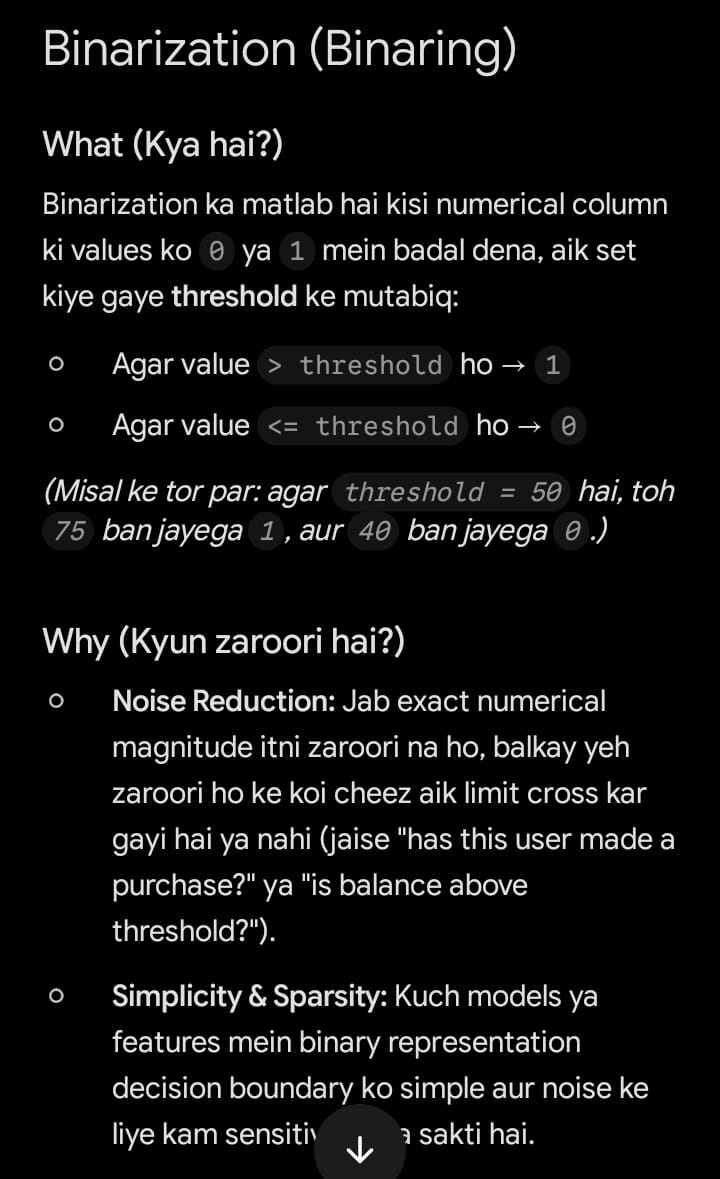 Binarization (Binaring)
What (Kya hai?)
Binarization ka matlab hai kisi numerical column
ki values ko 0 ya 1 mein badal dena, aik set
kiye gaye threshold ke mutabiq:
Agar value > threshold ho → 1
Agar value <= threshold ho → 0
(Misal ke tor par: agar threshold = 50 hai, toh
75 ban jayega 1, aur 40 ban jayega 0.)
Why (Kyun zaroori hai?)
Noise Reduction: Jab exact numerical
magnitude itni zaroori na ho, balkay yeh
zaroori ho ke koi cheez aik limit cross kar
gayi hai ya nahi (jaise "has this user made a
purchase?" ya "is balance above
threshold?").
Simplicity & Sparsity: Kuch models ya
features mein binary representation
decision boundary ko simple aur noise ke
liye kam sakti hai.